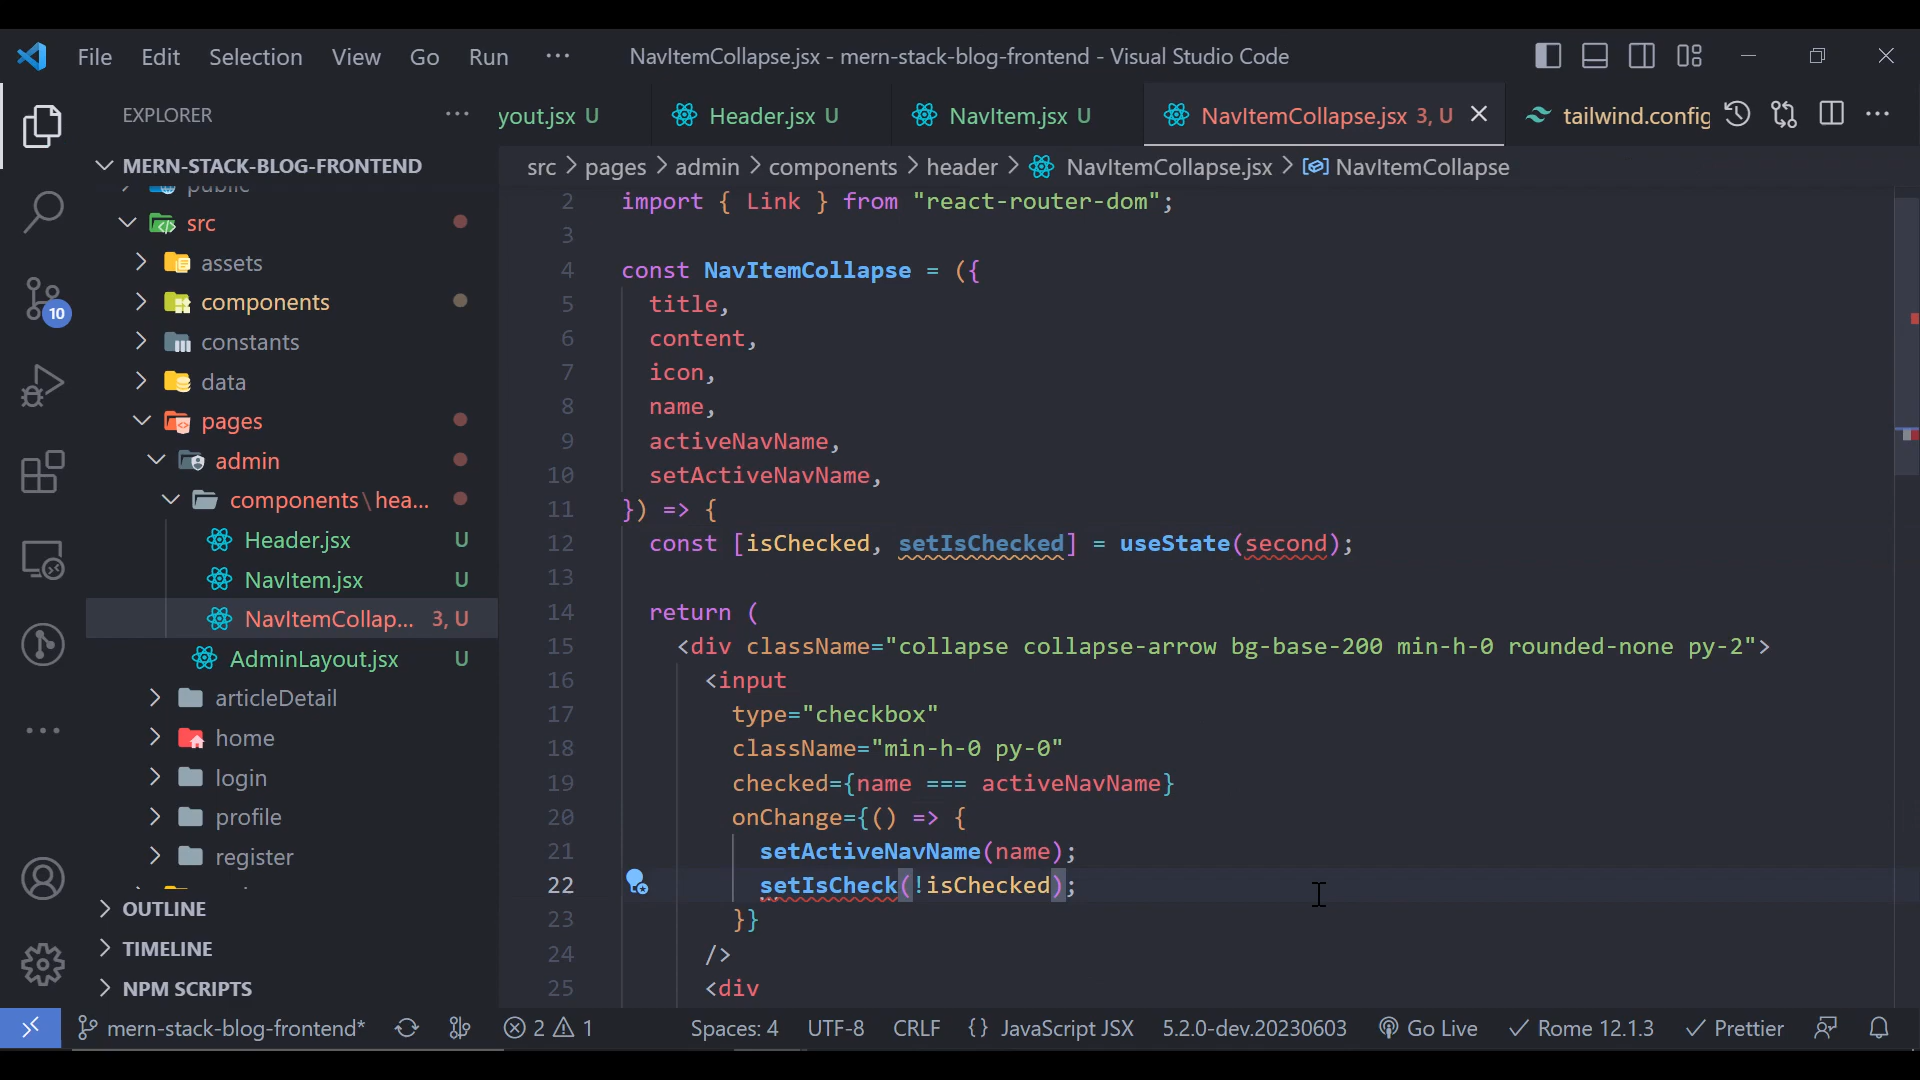 File Edit Selection View Go Run ··· NavItemCollapse.jsx - mern-stack-blog-frontend - Visual Studio Code
EXPLORER ···
yout.jsx U Header.jsx U NavItem.jsx U NavItemCollapse.jsx 3, U tailwind.config
MERN-STACK-BLOG-FRONTEND
src > pages > admin > components > header > NavItemCollapse.jsx > NavItemCollapse
public
src
assets
components
constants
data
pages
admin
components\hea...
Header.jsx U
NavItem.jsx U
NavItemCollap... 3, U
AdminLayout.jsx U
articleDetail
home
login
profile
register
OUTLINE
TIMELINE
NPM SCRIPTS
10
2 import { Link } from "react-router-dom";
3
4 const NavItemCollapse = ({
5 title,
6 content,
7 icon,
8 name,
9 activeNavName,
10 setActiveNavName,
11 }) => {
12 const [isChecked, setIsChecked] = useState(second);
13
14 return (
15 <div className="collapse collapse-arrow bg-base-200 min-h-0 rounded-none py-2">
16 <input
17 type="checkbox"
18 className="min-h-0 py-0"
19 checked={name === activeNavName}
20 onChange={() => {
21 setActiveNavName(name);
22 setIsCheck(!isChecked);
23 }}
24 />
25 <div
mern-stack-blog-frontend* 2 1 Spaces: 4 UTF-8 CRLF {} JavaScript JSX 5.2.0-dev.20230603 Go Live Rome 12.1.3 Prettier